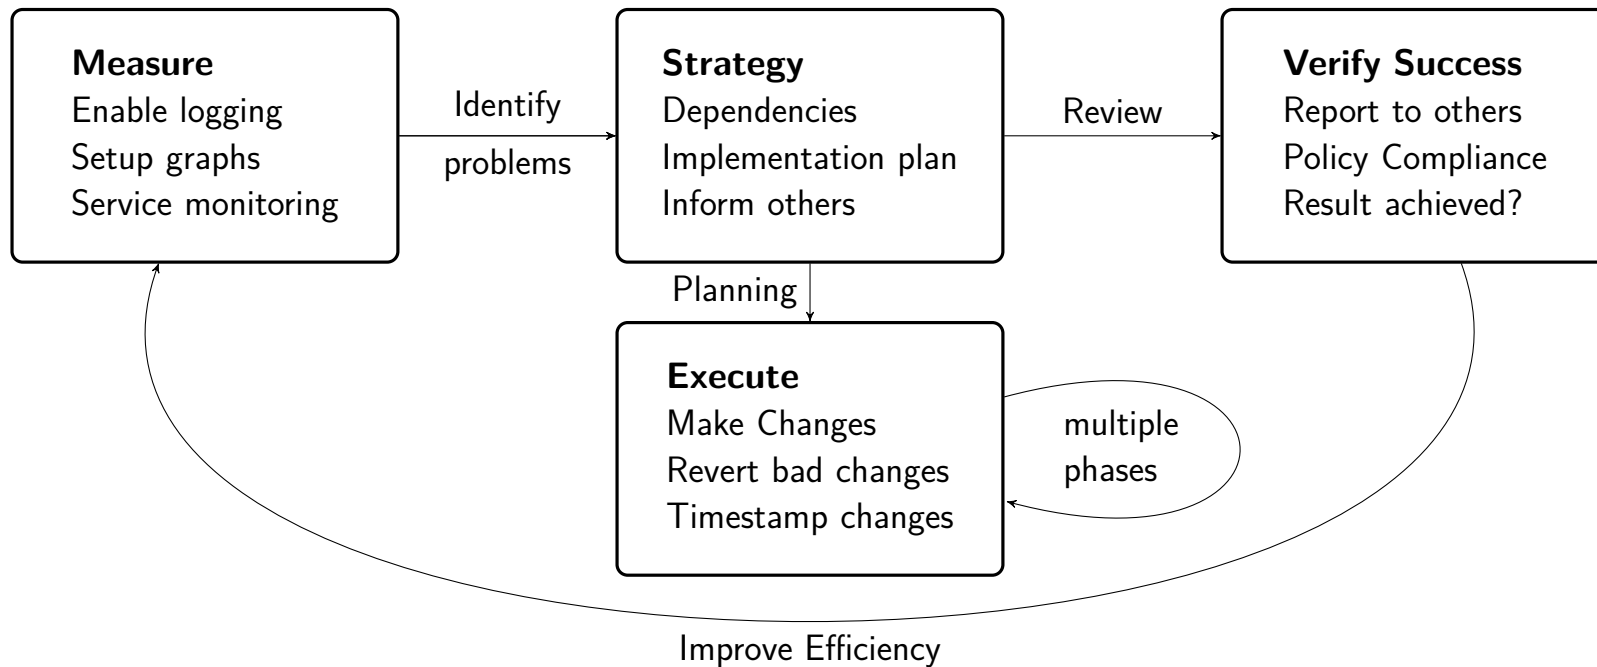 Measure
Enable logging
Setup graphs
Service monitoring
Identify
problems
Strategy
Dependencies
Implementation plan
Inform others
Review
Verify Success
Report to others
Policy Compliance
Result achieved?
Planning
Execute
Make Changes
Revert bad changes
Timestamp changes
multiple
phases
Improve Efficiency